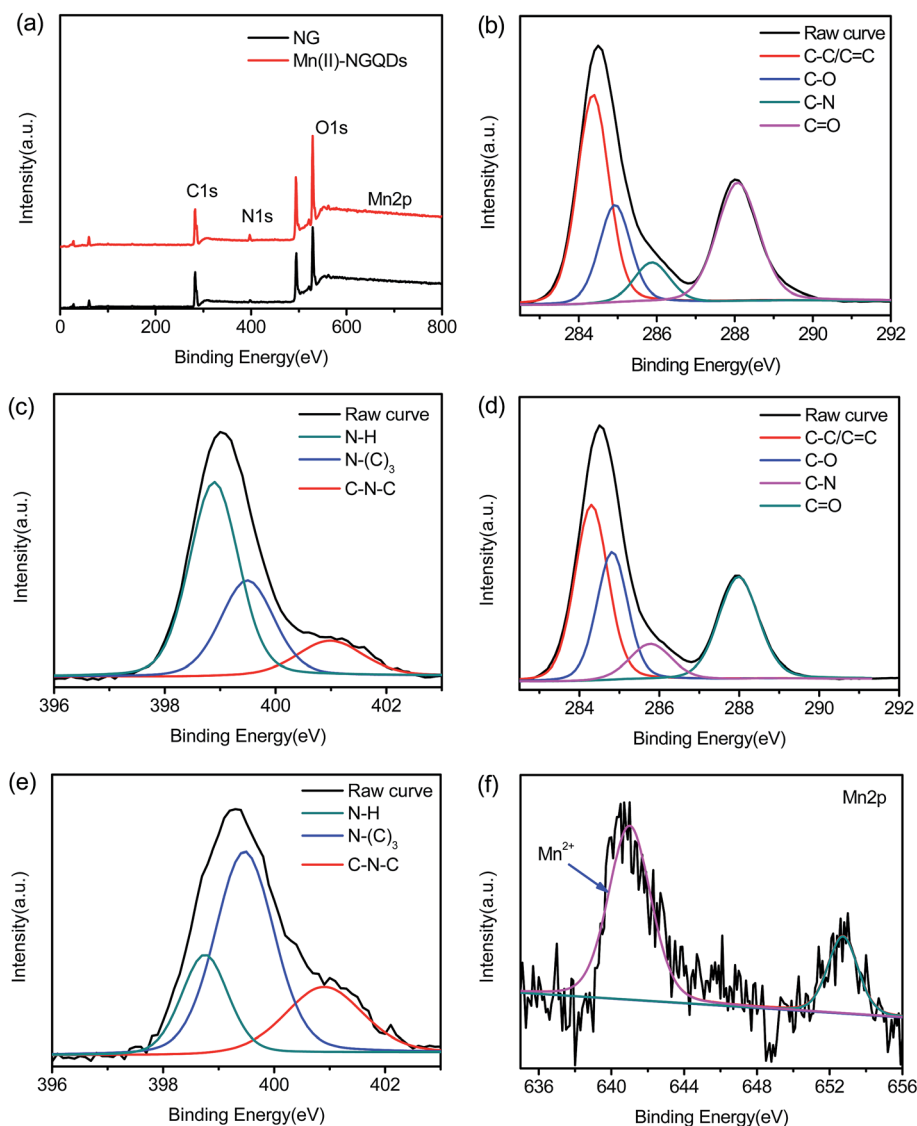 (a)
NG
Mn(II)-NGQDs
O1s
C1s
N1s
Mn2p
Intensity(a.u.)
0 200 400 600 800
Binding Energy(eV)
(b)
Raw curve
C-C/C=C
C-O
C-N
C=O
Intensity(a.u.)
284 286 288 290 292
Binding Energy(eV)
(c)
Raw curve
N-H
N-(C)₃
C-N-C
Intensity(a.u.)
396 398 400 402
Binding Energy(eV)
(d)
Raw curve
C-C/C=C
C-O
C-N
C=O
Intensity(a.u.)
284 286 288 290 292
Binding Energy(eV)
(e)
Raw curve
N-H
N-(C)₃
C-N-C
Intensity(a.u.)
396 398 400 402
Binding Energy(eV)
(f)
Mn2p
Mn²⁺
Intensity(a.u.)
636 640 644 648 652 656
Binding Energy(eV)